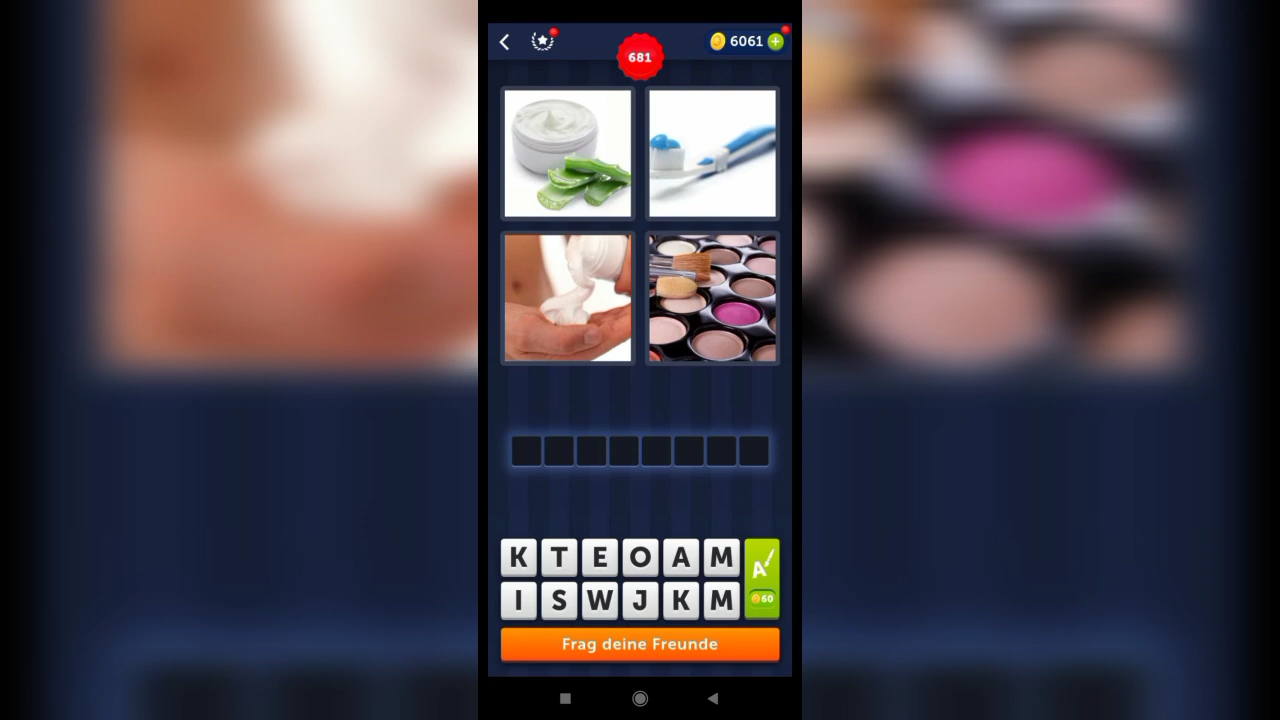 681
6061
K T E O A M
I S W J K M
A
60
Frag deine Freunde